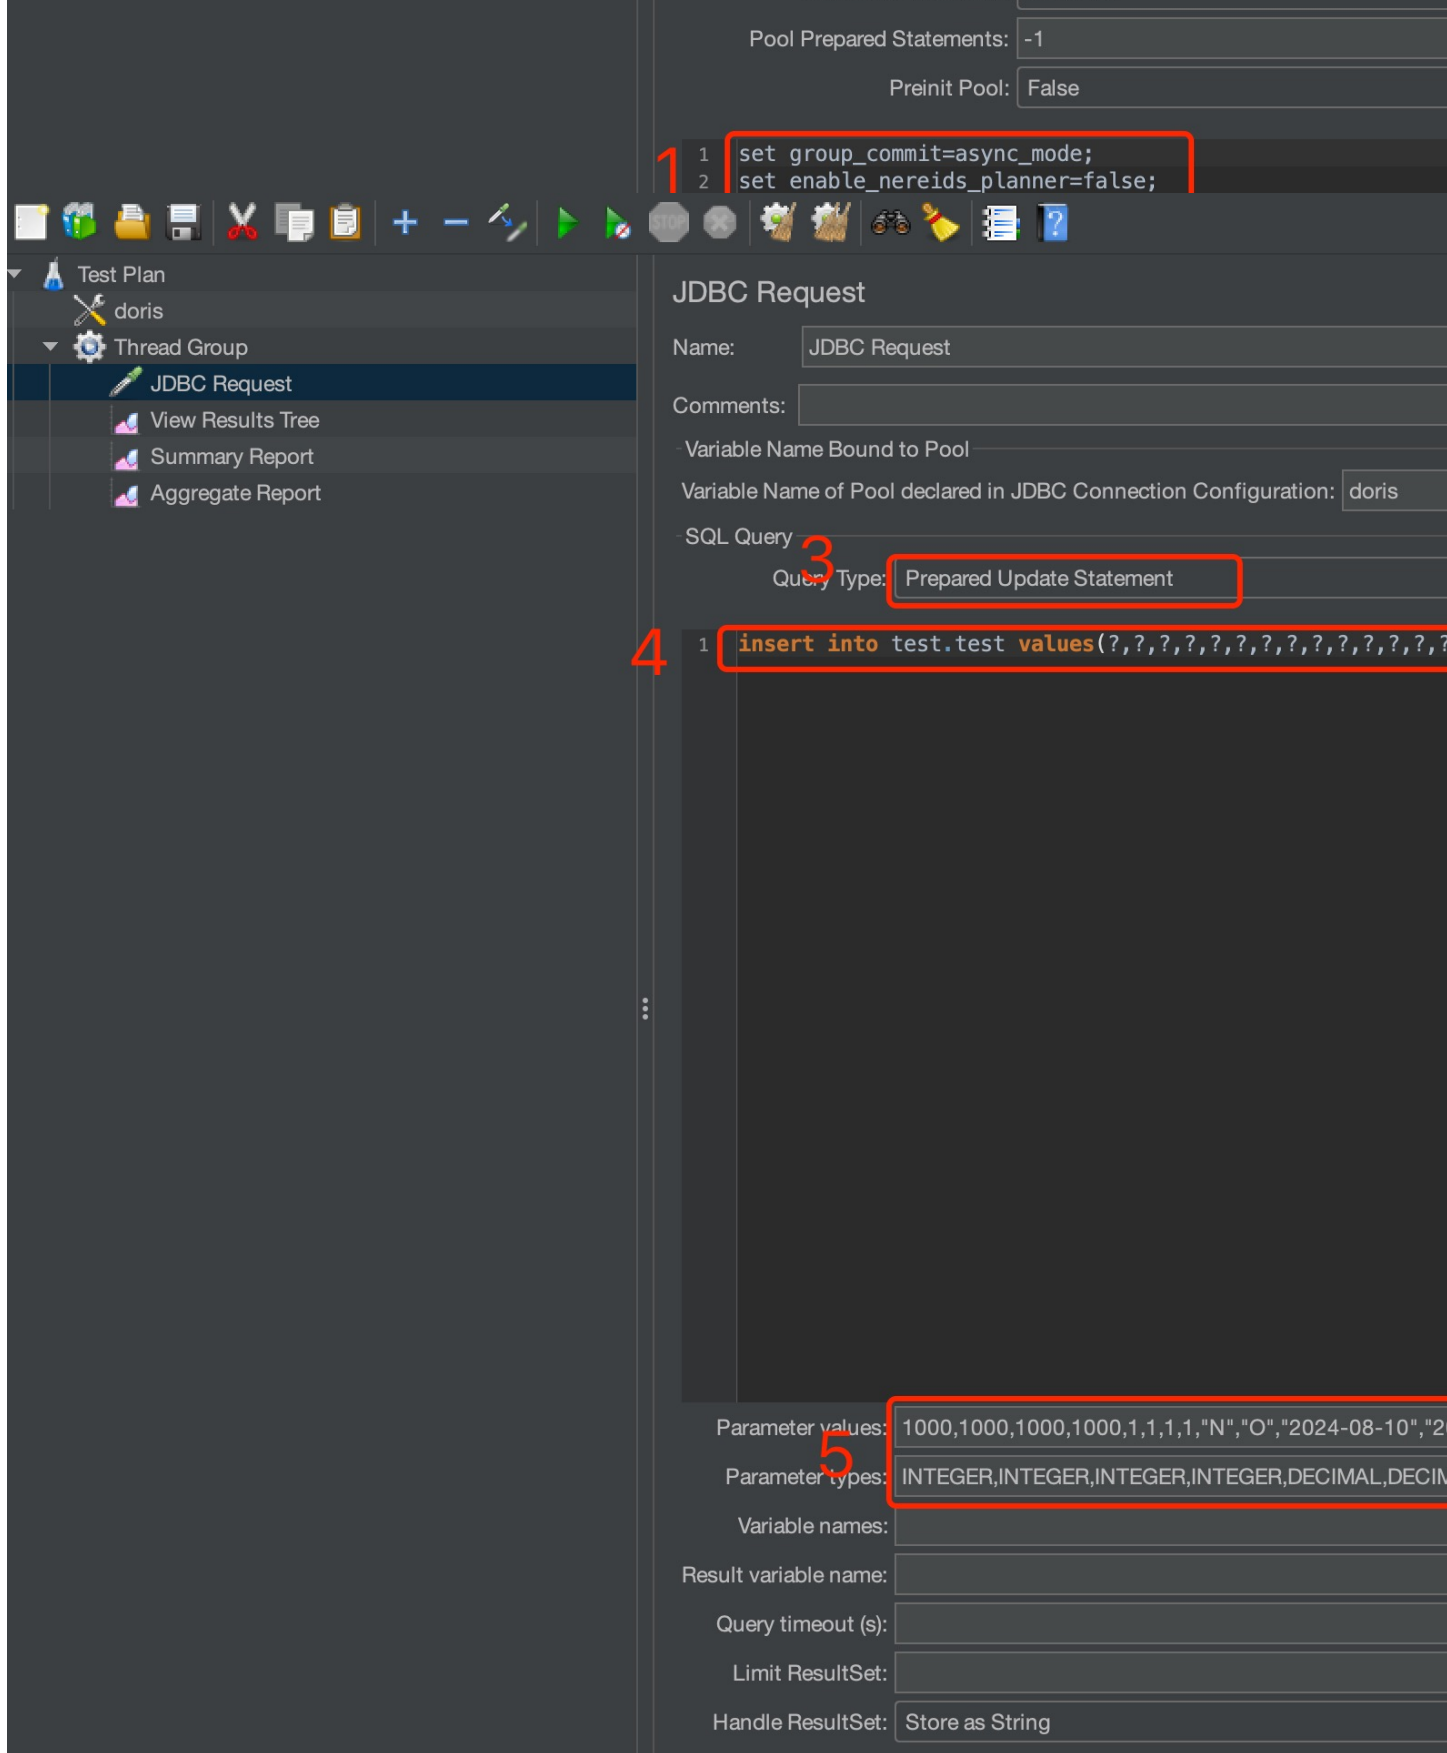 Pool Prepared Statements: -1
Preinit Pool: False
1
1 set group_commit=async_mode;
2 set enable_nereids_planner=false;
STOP
?
Test Plan
doris
Thread Group
JDBC Request
View Results Tree
Summary Report
Aggregate Report
JDBC Request
Name: JDBC Request
Comments:
Variable Name Bound to Pool
Variable Name of Pool declared in JDBC Connection Configuration: doris
SQL Query
3
Query Type: Prepared Update Statement
4
1 insert into test.test values(?,?,?,?,?,?,?,?,?,?,?,?,?,?
Parameter values: 1000,1000,1000,1000,1,1,1,1,"N","O","2024-08-10","20
5
Parameter types: INTEGER,INTEGER,INTEGER,INTEGER,DECIMAL,DECIM
Variable names:
Result variable name:
Query timeout (s):
Limit ResultSet:
Handle ResultSet: Store as String